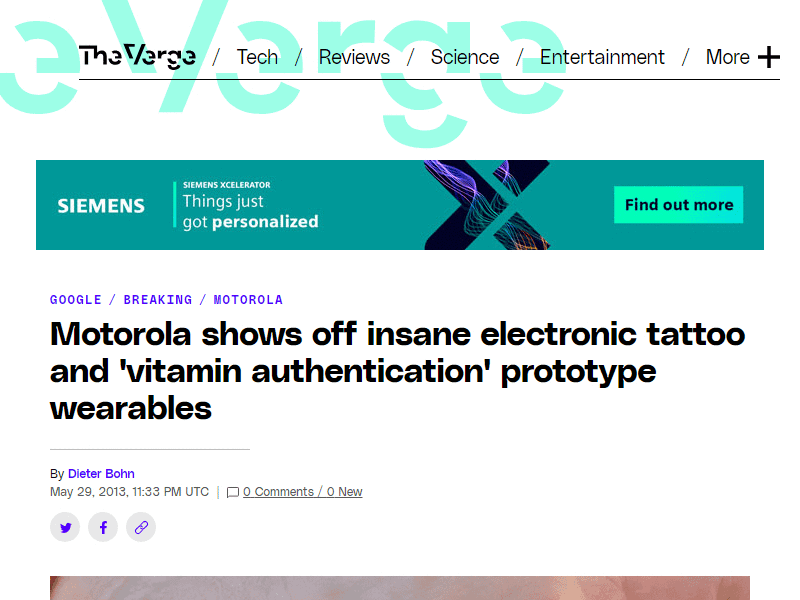 eVerge
TheVerge / Tech / Reviews / Science / Entertainment / More +
SIEMENS
SIEMENS XCELERATOR
Things just
got personalized
Find out more
GOOGLE / BREAKING / MOTOROLA
Motorola shows off insane electronic tattoo
and 'vitamin authentication' prototype
wearables
By Dieter Bohn
May 29, 2013, 11:33 PM UTC | 0 Comments / 0 New